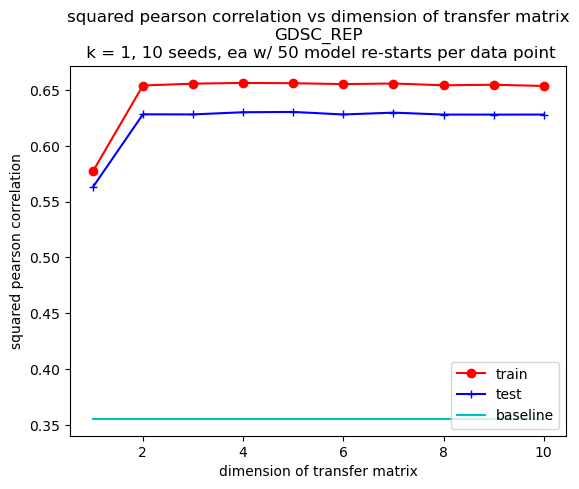 squared pearson correlation vs dimension of transfer matrix
GDSC_REP
k = 1, 10 seeds, ea w/ 50 model re-starts per data point
squared pearson correlation
0.65
0.60
0.55
0.50
0.45
0.40
0.35
train
test
baseline
2
4
6
8
10
dimension of transfer matrix